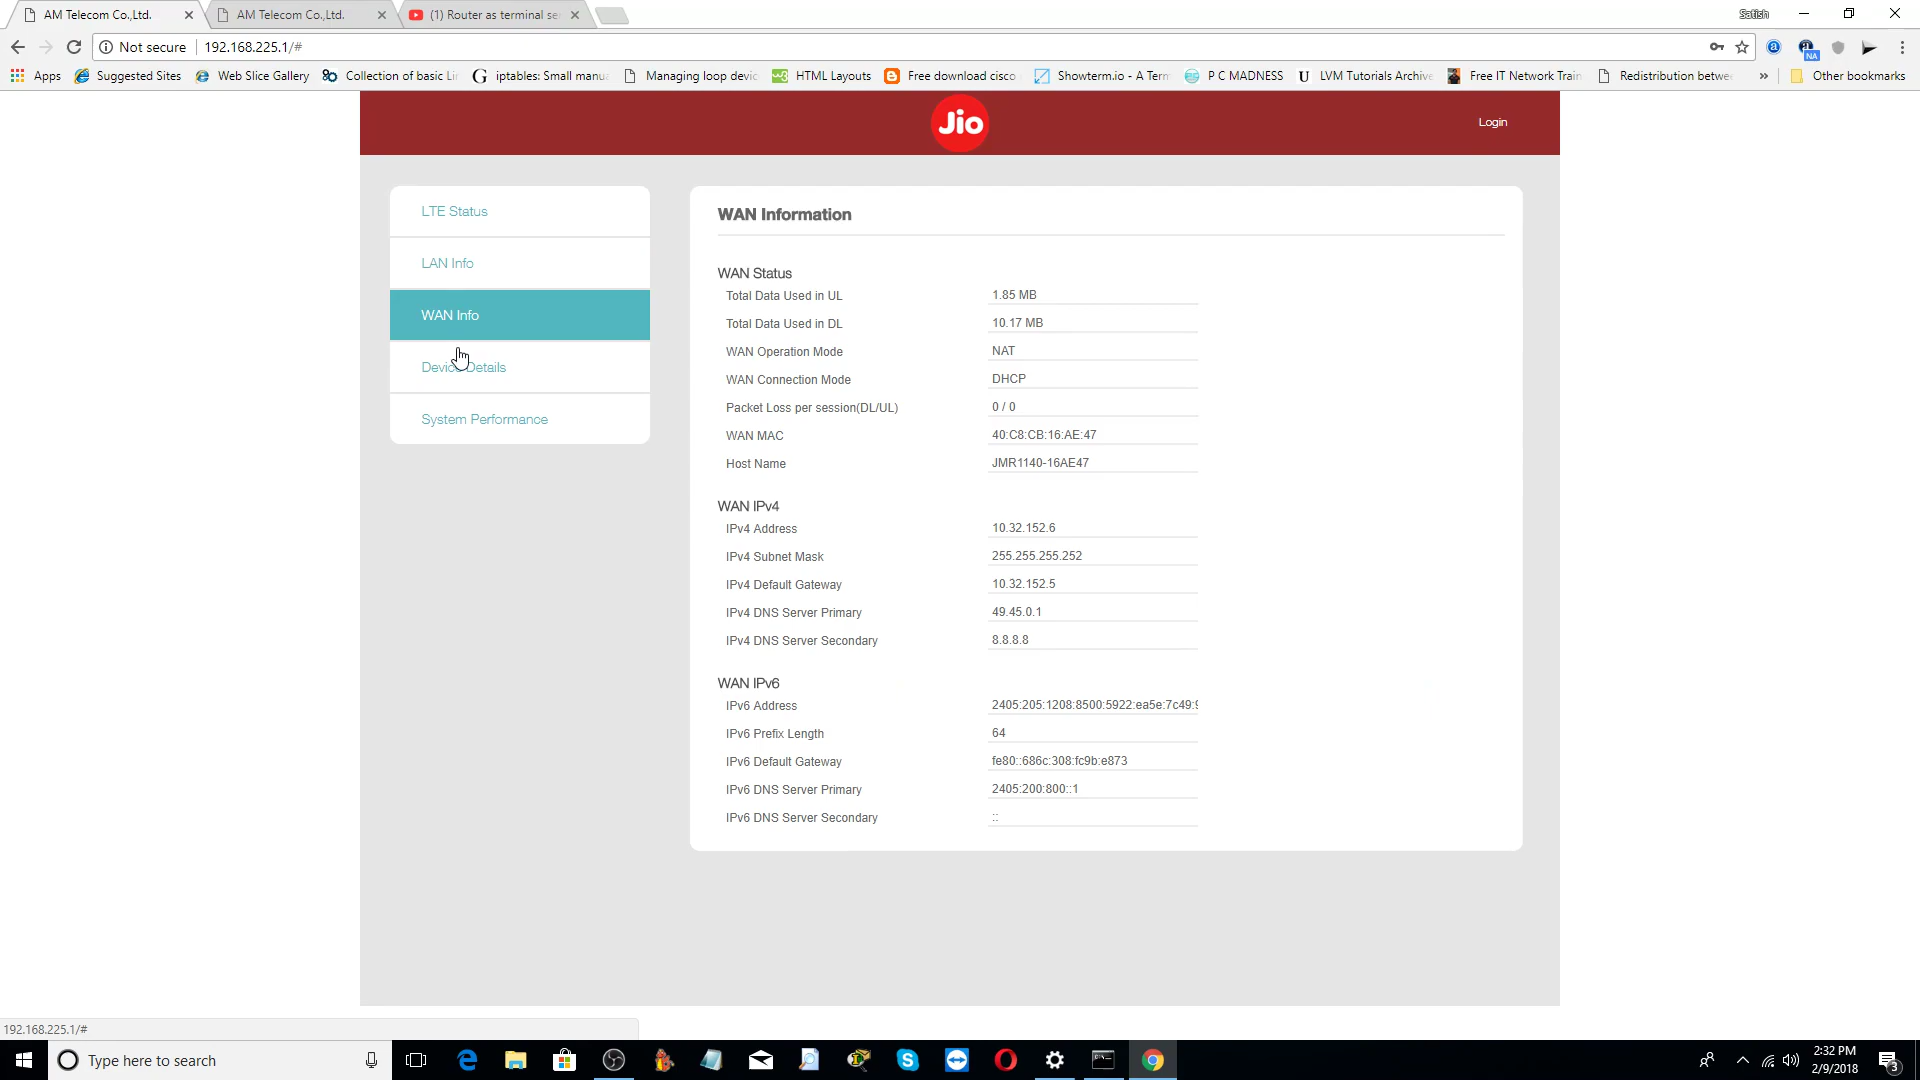 AM Telecom Co.,Ltd.
AM Telecom Co.,Ltd.
(1) Router as terminal se
Satish
Not secure
192.168.225.1/#
NA
Apps
Suggested Sites
Web Slice Gallery
Collection of basic Li
iptables: Small manu
Managing loop devic
HTML Layouts
Free download cisco
Showterm.io - A Tern
P C MADNESS
LVM Tutorials Archive
Free IT Network Train
Redistribution betwee
»
Other bookmarks
Jio
Login
LTE Status
LAN Info
WAN Info
Device Details
System Performance
WAN Information
WAN Status
Total Data Used in UL 1.85 MB
Total Data Used in DL 10.17 MB
WAN Operation Mode NAT
WAN Connection Mode DHCP
Packet Loss per session(DL/UL) 0 / 0
WAN MAC 40:C8:CB:16:AE:47
Host Name JMR1140-16AE47
WAN IPv4
IPv4 Address 10.32.152.6
IPv4 Subnet Mask 255.255.255.252
IPv4 Default Gateway 10.32.152.5
IPv4 DNS Server Primary 49.45.0.1
IPv4 DNS Server Secondary 8.8.8.8
WAN IPv6
IPv6 Address 2405:205:1208:8500:5922:ea5e:7c49:9
IPv6 Prefix Length 64
IPv6 Default Gateway fe80::686c:308:fc9b:e873
IPv6 DNS Server Primary 2405:200:800::1
IPv6 DNS Server Secondary ::
192.168.225.1/#
Type here to search
2:32 PM
2/9/2018
3